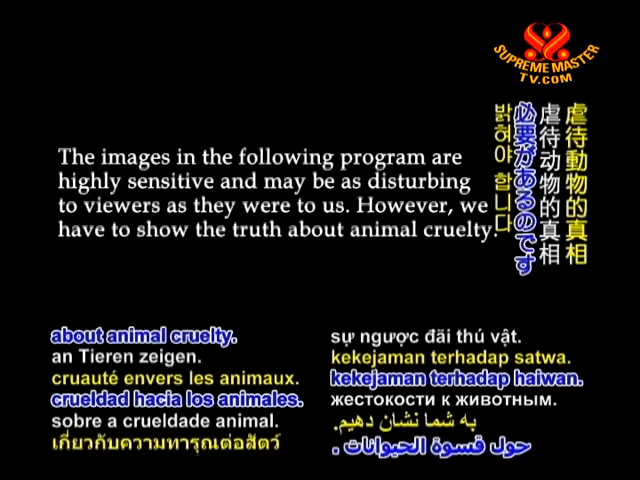 SUPREME MASTER
TV.COM
The images in the following program are
highly sensitive and may be as disturbing
to viewers as they were to us. However, we
have to show the truth about animal cruelty.
虐待動物的真相
虐待动物的真相
必要があるのです
밝혀야 합니다
about animal cruelty.
an Tieren zeigen.
cruauté envers les animaux.
crueldad hacia los animales.
sobre a crueldade animal.
เกี่ยวกับความทารุณต่อสัตว์
sự ngược đãi thú vật.
kekejaman terhadap satwa.
kekejaman terhadap haiwan.
жестокости к животным.
به شما نشان دهیم.
حول قسوة الحيوانات .